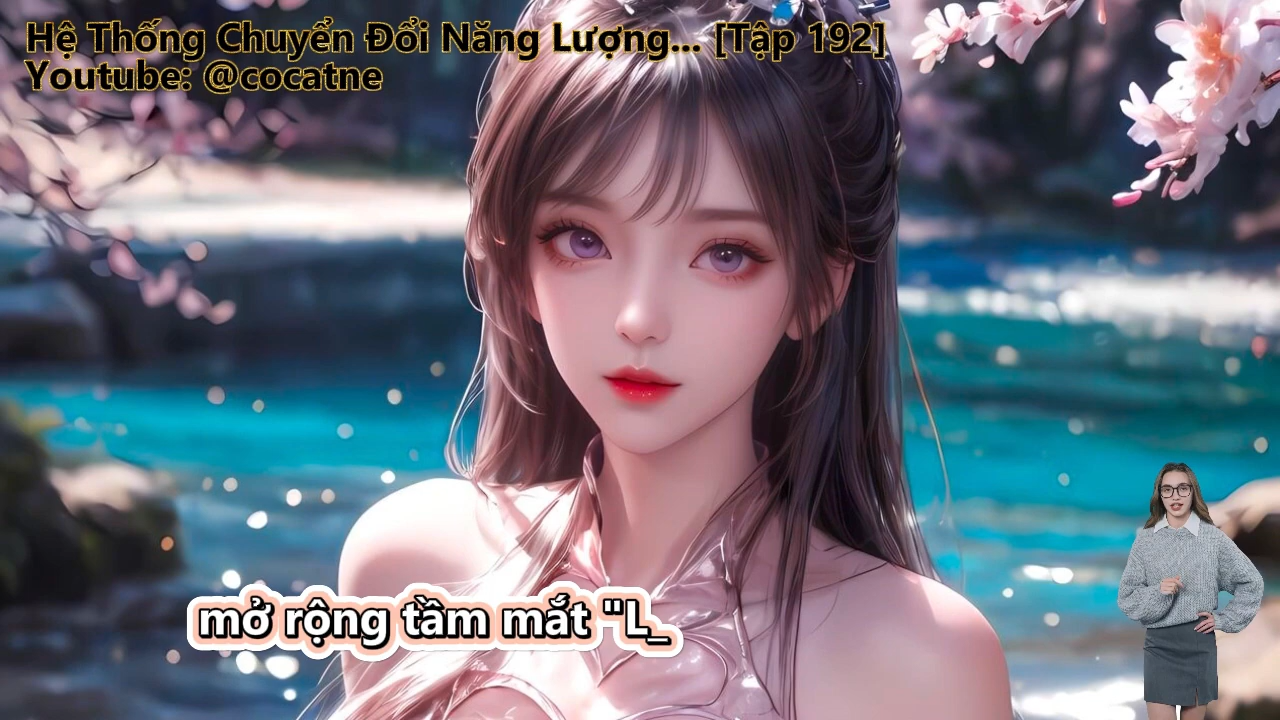 Hệ Thống Chuyển Đổi Năng Lượng... [Tập 192]
Youtube: @cocatne
mở rộng tầm mắt "L_